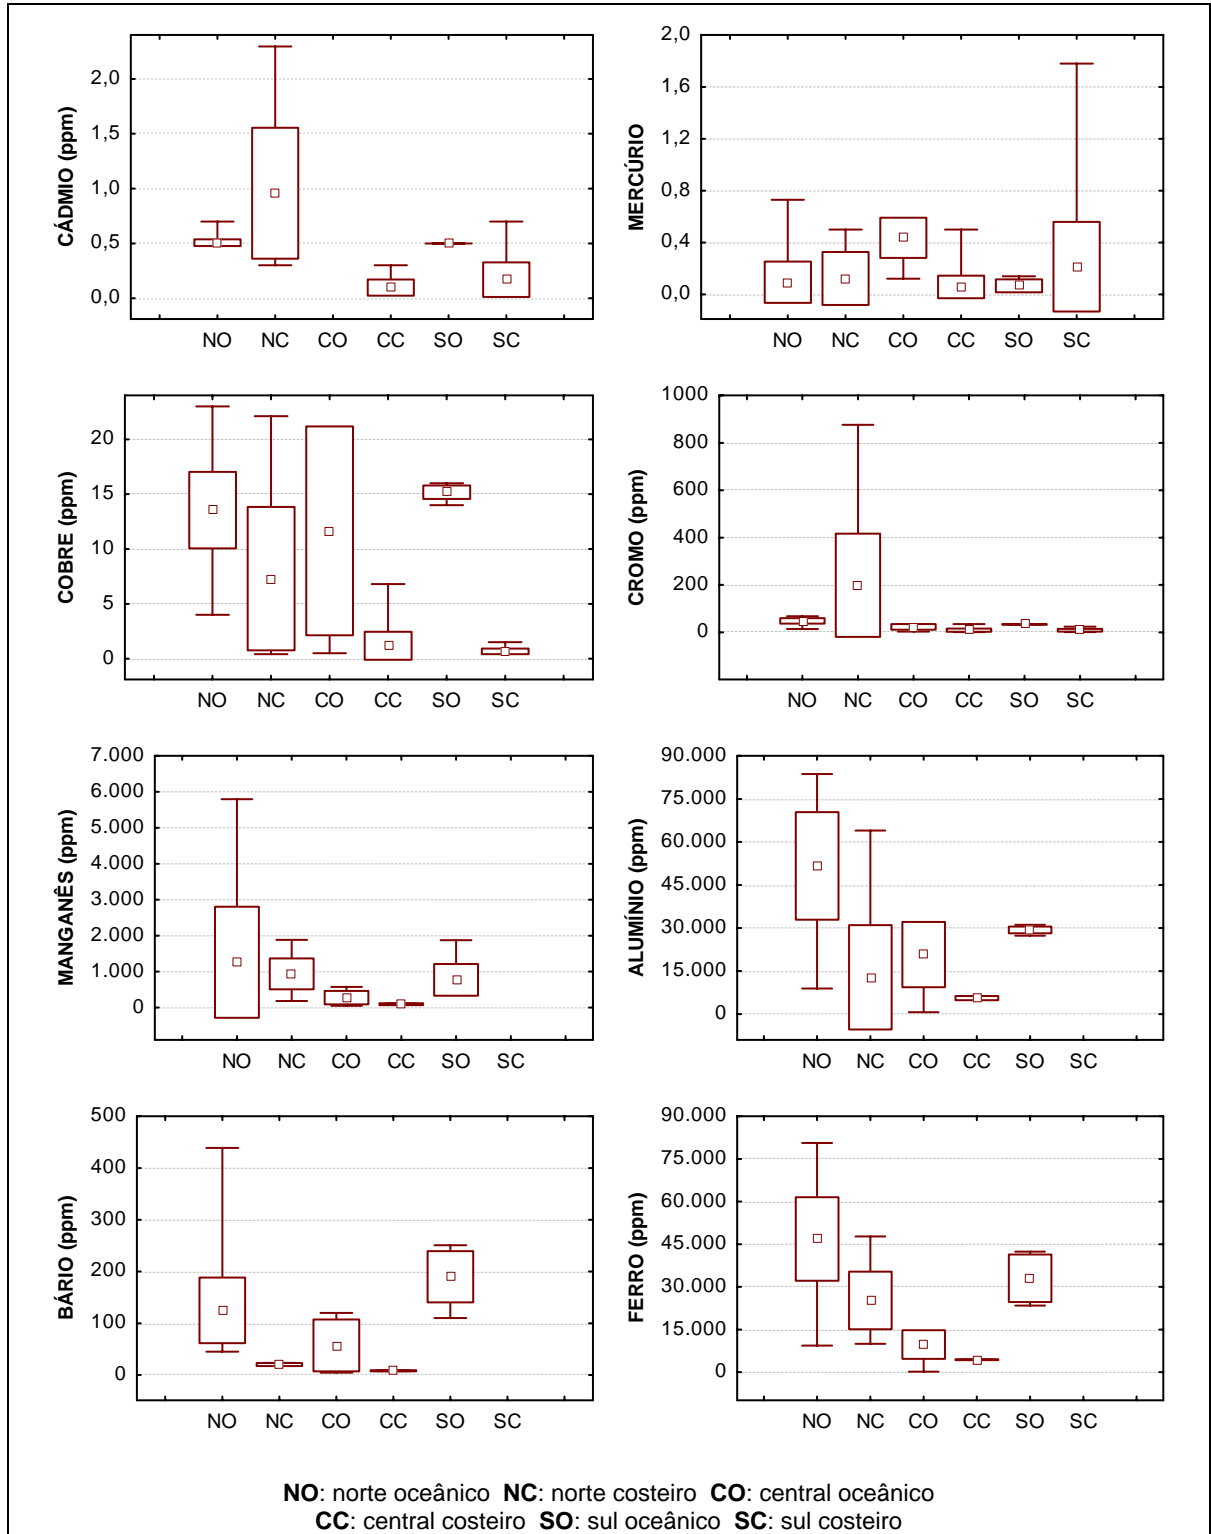 CÁDMIO (ppm)
2,0
1,5
1,0
0,5
0,0
NO NC CO CC SO SC
MERCÚRIO
2,0
1,6
1,2
0,8
0,4
0,0
NO NC CO CC SO SC
COBRE (ppm)
20
15
10
5
0
NO NC CO CC SO SC
CROMO (ppm)
1000
800
600
400
200
0
NO NC CO CC SO SC
MANGANÊS (ppm)
7.000
6.000
5.000
4.000
3.000
2.000
1.000
0
NO NC CO CC SO SC
ALUMÍNIO (ppm)
90.000
75.000
60.000
45.000
30.000
15.000
0
NO NC CO CC SO SC
BÁRIO (ppm)
500
400
300
200
100
0
NO NC CO CC SO SC
FERRO (ppm)
90.000
75.000
60.000
45.000
30.000
15.000
0
NO NC CO CC SO SC
NO: norte oceânico NC: norte costeiro CO: central oceânico
CC: central costeiro SO: sul oceânico SC: sul costeiro